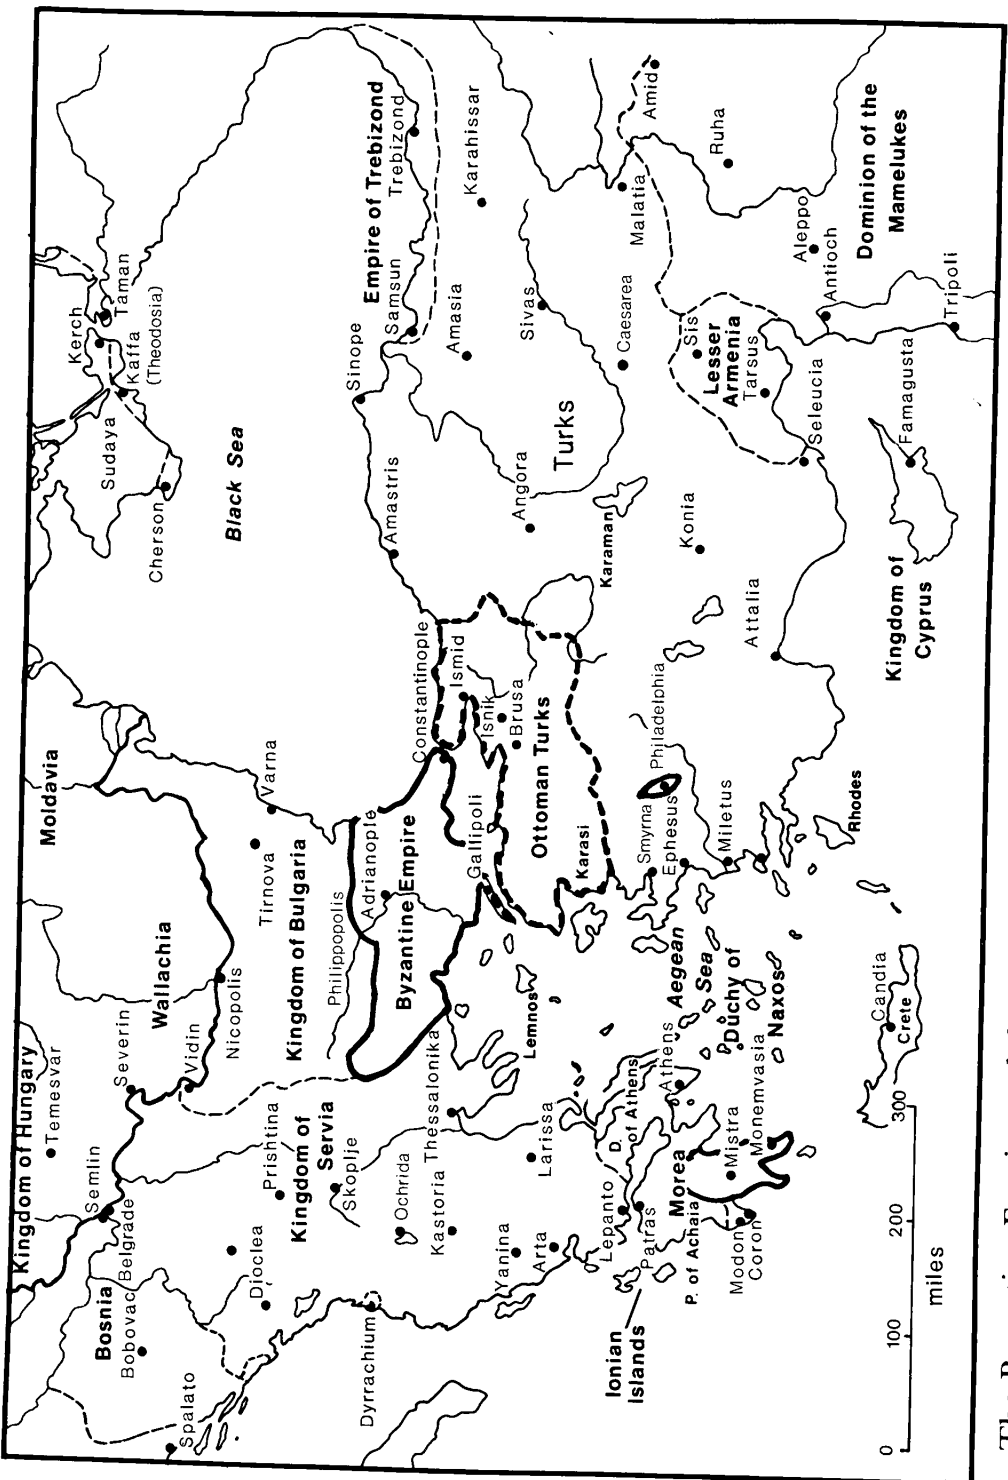 Kingdom of Hungary
Temesvar
Moldavia
Kerch
Taman
Kaffa
(Theodosia)
Sudaya
Cherson
Semlin
Severin
Wallachia
Belgrade
Bosnia
Bobovac
Vidin
Nicopolis
Tirnova
Varna
Black Sea
Spalato
Dioclea
Prishtina
Kingdom of
Servia
Skoplje
Kingdom of Bulgaria
Philippopolis
Adrianople
Byzantine Empire
Constantinople
Amastris
Sinope
Samsun
Empire of Trebizond
Trebizond
Dyrrachium
Ochrida
Kastoria
Thessalonika
Gallipoli
Ismid
Isnik
Brusa
Ottoman Turks
Angora
Amasia
Karahissar
Yanina
Arta
Larissa
Lemnos
Karasi
Turks
Sivas
Karaman
Caesarea
Malatia
Amid
Ionian
Islands
Lepanto
Patras
D.
of Athens
Athens
Aegean
Sea
Smyrna
Ephesus
Philadelphia
Miletus
Konia
Sis
Lesser
Armenia
Tarsus
Ruha
Morea
P. of Achaia
Mistra
Monemvasia
Modon
Coron
Duchy of
Naxos
Attalia
Seleucia
Aleppo
Antioch
Dominion of the
Mamelukes
Rhodes
Candia
Crete
Kingdom of
Cyprus
Famagusta
Tripoli
0 100 200 300
miles